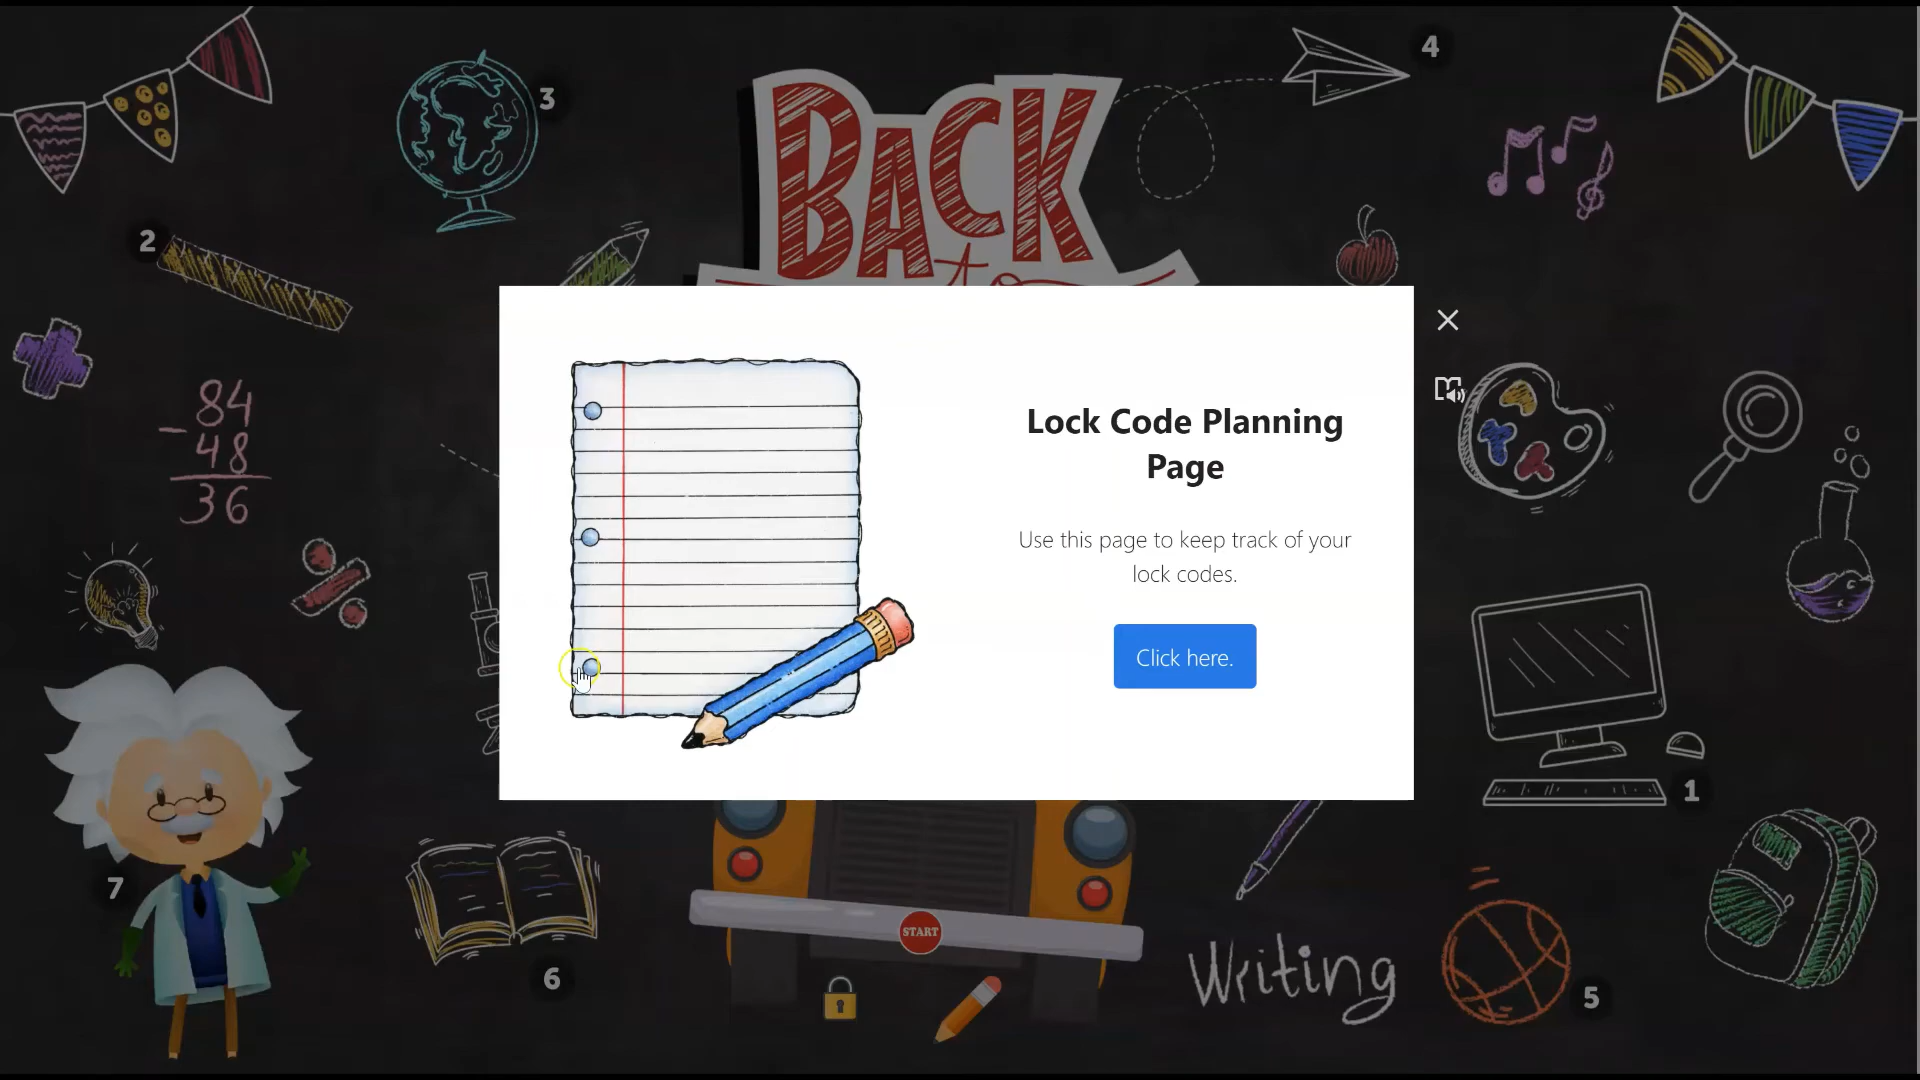 4
3
BACK
to
2
84
- 48
36
Lock Code Planning
Page
Use this page to keep track of your
lock codes.
Click here.
1
7
START
6
Writing
5